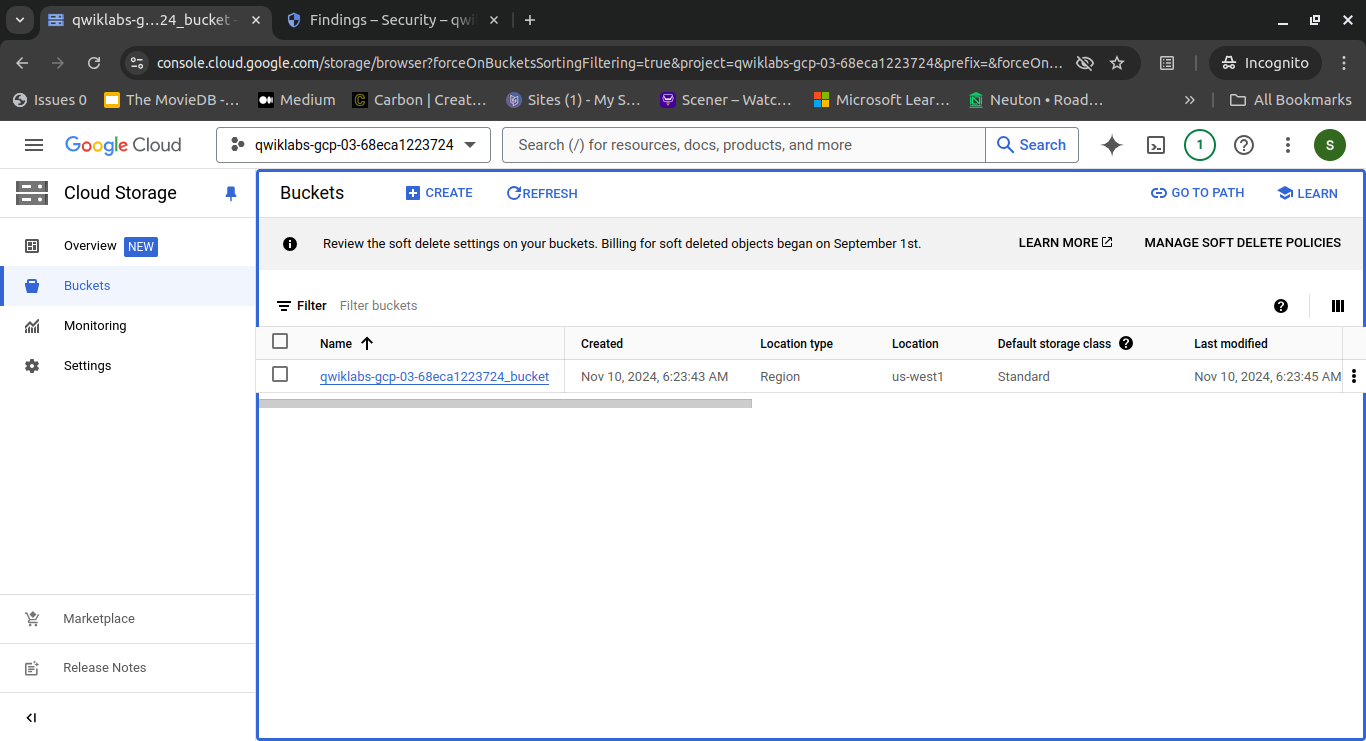 qwiklabs-g…24_bucket –
Findings – Security – qwi
console.cloud.google.com/storage/browser?forceOnBucketsSortingFiltering=true&project=qwiklabs-gcp-03-68eca1223724&prefix=&forceOn...
Incognito
Issues 0
The MovieDB -...
Medium
Carbon | Creat...
Sites (1) - My S...
Scener – Watc...
Microsoft Lear...
Neuton • Road...
All Bookmarks
Google Cloud
qwiklabs-gcp-03-68eca1223724
Search (/) for resources, docs, products, and more
Search
1
S
Cloud Storage
Overview NEW
Buckets
Monitoring
Settings
Marketplace
Release Notes
Buckets
CREATE
REFRESH
GO TO PATH
LEARN
Review the soft delete settings on your buckets. Billing for soft deleted objects began on September 1st.
LEARN MORE
MANAGE SOFT DELETE POLICIES
Filter Filter buckets
Name Created Location type Location Default storage class Last modified
qwiklabs-gcp-03-68eca1223724_bucket Nov 10, 2024, 6:23:43 AM Region us-west1 Standard Nov 10, 2024, 6:23:45 AM